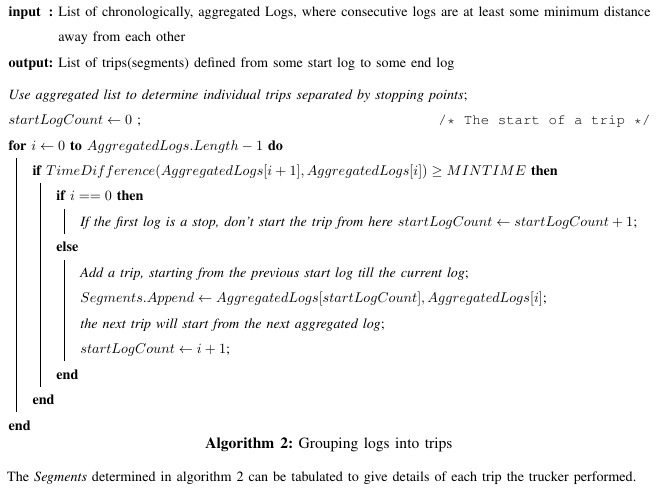 input : List of chronologically, aggregated Logs, where consecutive logs are at least some minimum distance
away from each other
output: List of trips(segments) defined from some start log to some end log
Use aggregated list to determine individual trips separated by stopping points;
startLogCount ← 0 ; /* The start of a trip */
for i ← 0 to AggregatedLogs.Length − 1 do
if TimeDifference(AggregatedLogs[i + 1], AggregatedLogs[i]) ≥ MINTIME then
if i == 0 then
If the first log is a stop, don't start the trip from here startLogCount ← startLogCount + 1;
else
Add a trip, starting from the previous start log till the current log;
Segments.Append ← AggregatedLogs[startLogCount], AggregatedLogs[i];
the next trip will start from the next aggregated log;
startLogCount ← i + 1;
end
end
end
Algorithm 2: Grouping logs into trips
The Segments determined in algorithm 2 can be tabulated to give details of each trip the trucker performed.